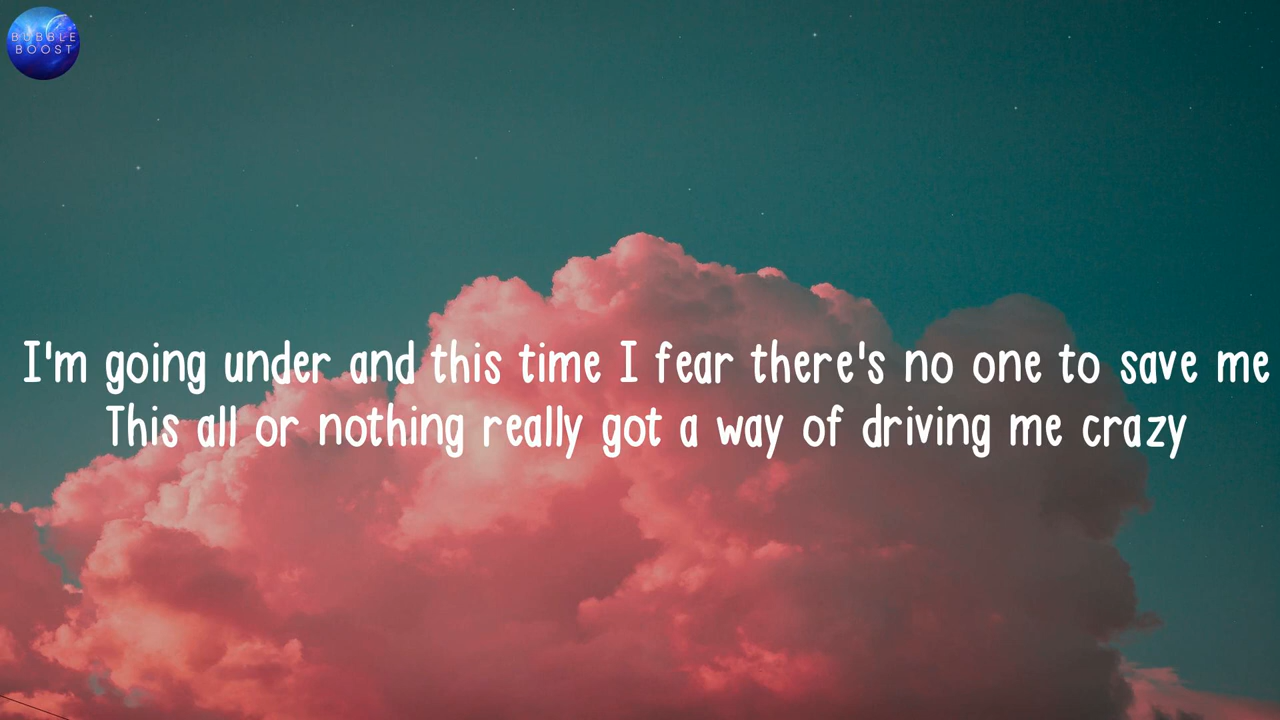 BUBBLE
BOOST
I'm going under and this time I fear there's no one to save me
This all or nothing really got a way of driving me crazy